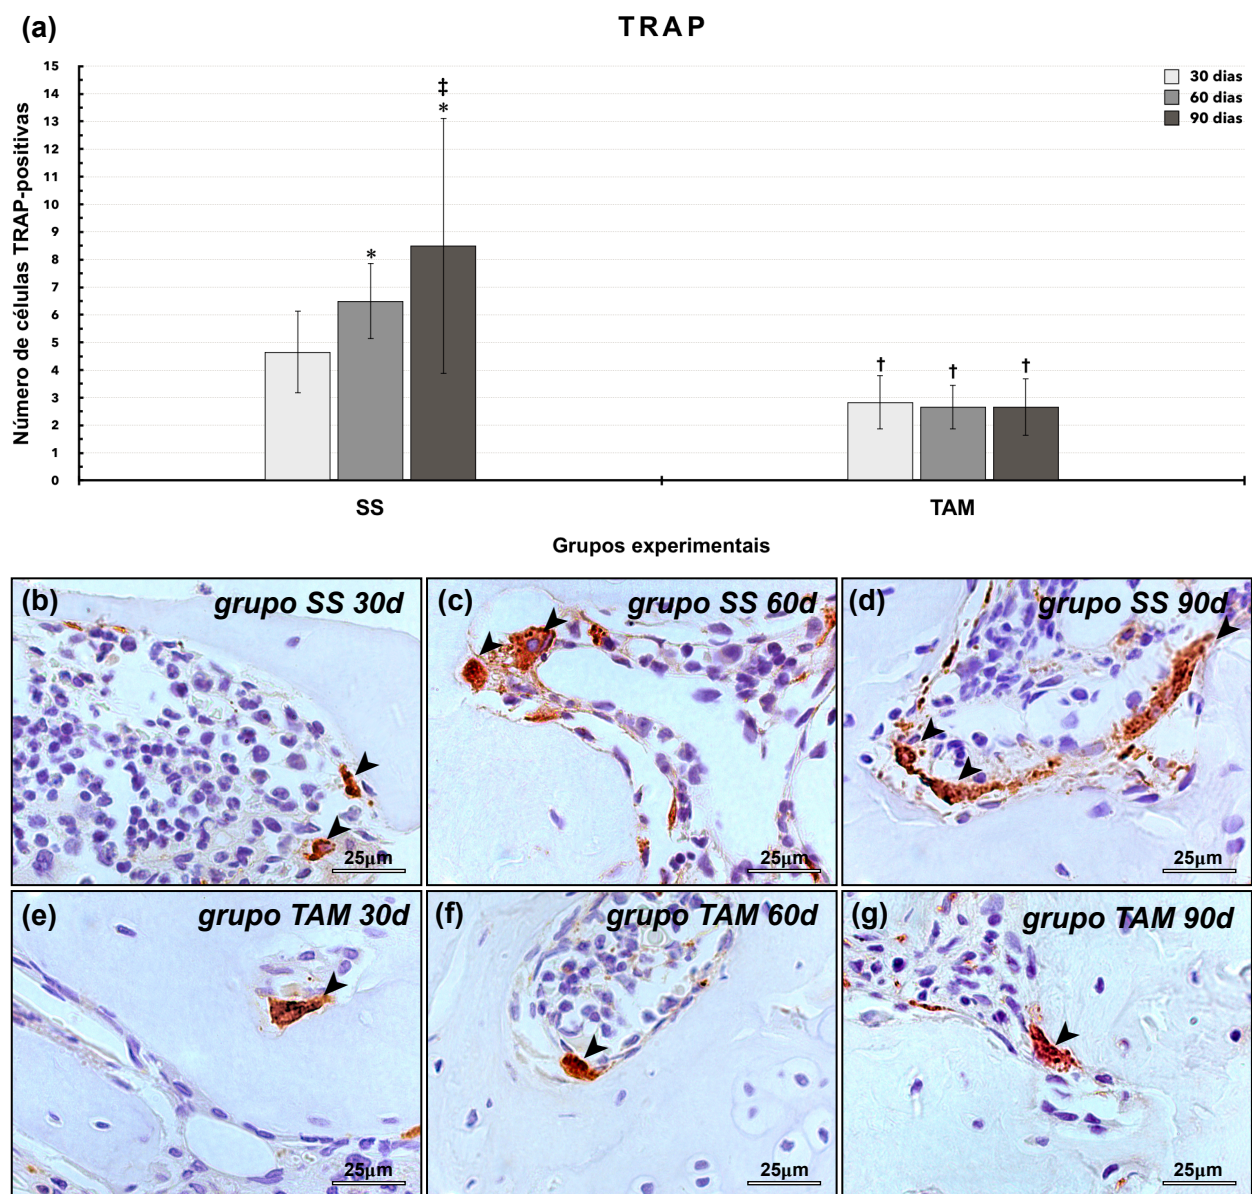 (a)
TRAP
Número de células TRAP-positivas
15
14
13
12
11
10
9
8
7
6
5
4
3
2
1
0
30 dias
60 dias
90 dias
*
‡
*
†
†
†
SS
TAM
Grupos experimentais
(b)
grupo SS 30d
25μm
(c)
grupo SS 60d
25μm
(d)
grupo SS 90d
25μm
(e)
grupo TAM 30d
25μm
(f)
grupo TAM 60d
25μm
(g)
grupo TAM 90d
25μm